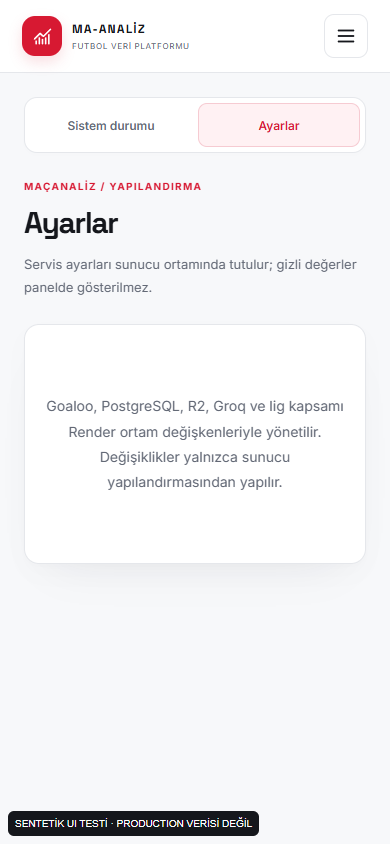 MA-ANALİZ
FUTBOL VERİ PLATFORMU
Sistem durumu
Ayarlar
MAÇANALİZ / YAPILANDIRMA
Ayarlar
Servis ayarları sunucu ortamında tutulur; gizli değerler
panelde gösterilmez.
Goaloo, PostgreSQL, R2, Groq ve lig kapsamı
Render ortam değişkenleriyle yönetilir.
Değişiklikler yalnızca sunucu
yapılandırmasından yapılır.
SENTETİK UI TESTİ · PRODUCTION VERİSİ DEĞİL